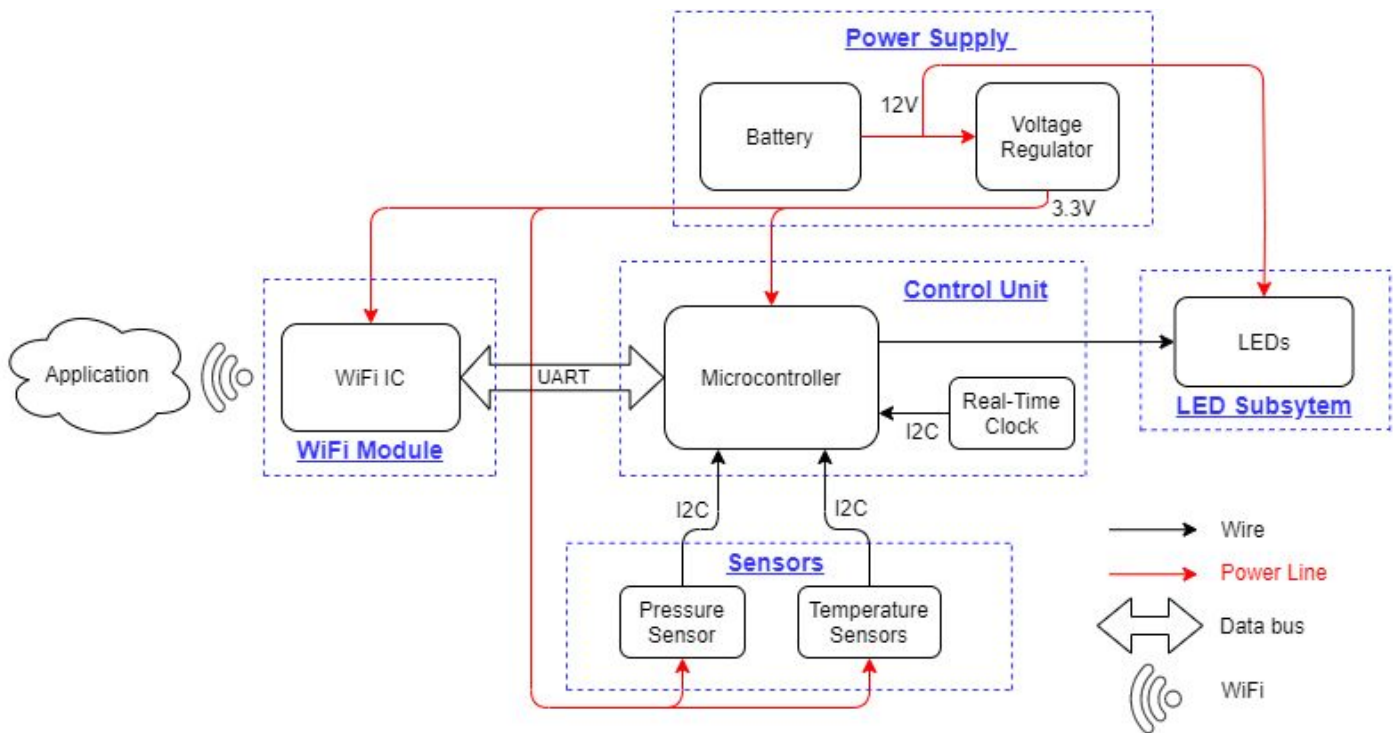 Power Supply
Battery
12V
Voltage
Regulator
3.3V
Control Unit
Application
WiFi IC
WiFi Module
UART
Microcontroller
Real-Time
Clock
I2C
LEDs
LED Subsytem
I2C
I2C
Sensors
Pressure
Sensor
Temperature
Sensors
Wire
Power Line
Data bus
WiFi